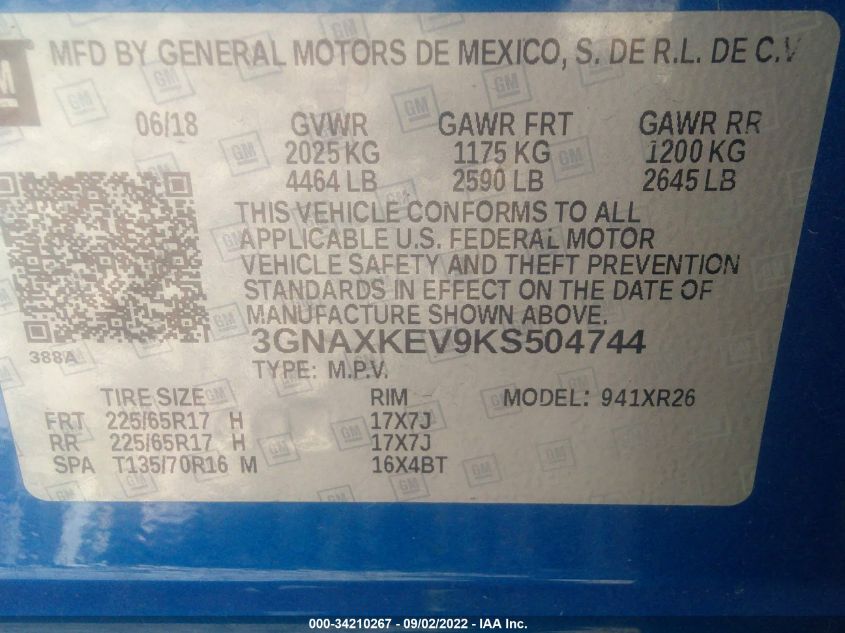 GM
MFD BY GENERAL MOTORS DE MEXICO, S. DE R.L. DE C.V
06/18 GVWR GAWR FRT GAWR RR
2025 KG 1175 KG 1200 KG
4464 LB 2590 LB 2645 LB
THIS VEHICLE CONFORMS TO ALL
APPLICABLE U.S. FEDERAL MOTOR
VEHICLE SAFETY AND THEFT PREVENTION
STANDARDS IN EFFECT ON THE DATE OF
MANUFACTURE SHOWN ABOVE.
388A 3GNAXKEV9KS504744
TYPE: M.P.V.
TIRE SIZE RIM MODEL: 941XR26
FRT 225/65R17 H 17X7J
RR 225/65R17 H 17X7J
SPA T135/70R16 M 16X4BT
000-34210267 - 09/02/2022 - IAA Inc.